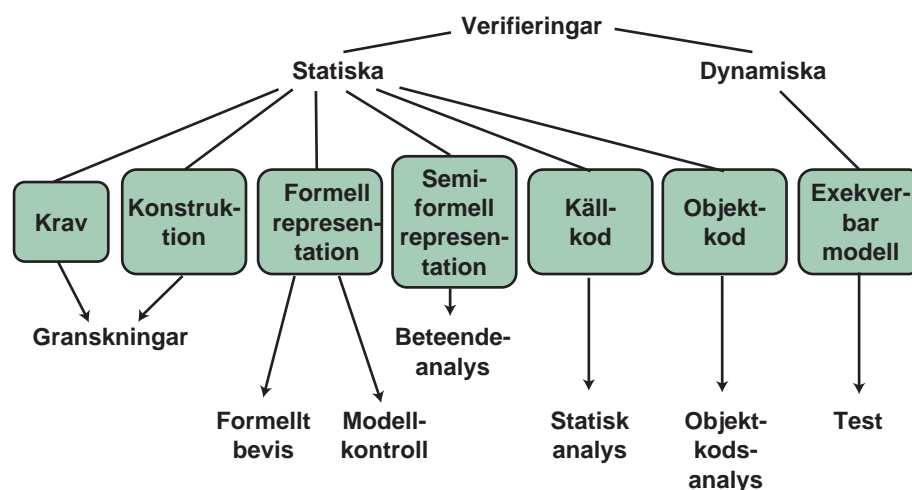 Verifieringar
Statiska
Dynamiska
Krav
Konstruk-
tion
Formell
represen-
tation
Semi-
formell
represen-
tation
Käll-
kod
Objekt-
kod
Exekver-
bar
modell
Granskningar
Beteende-
analys
Formellt
bevis
Modell-
kontroll
Statisk
analys
Objekt-
kods-
analys
Test